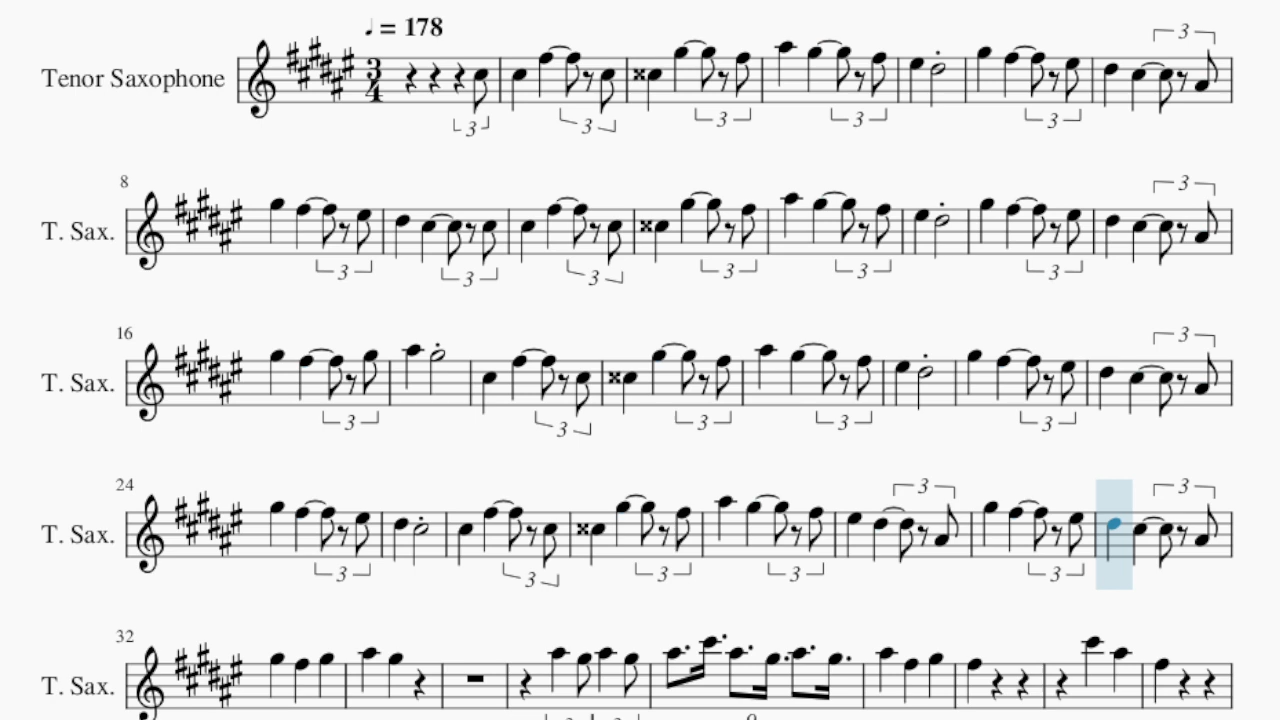 ♩ = 178
Tenor Saxophone
3
4
3 3 3 3 3 3
8
T. Sax.
3 3 3 3 3 3 3
16
T. Sax.
3 3 3 3 3 3
24
T. Sax.
3 3 3 3 3 3 3
32
T. Sax.